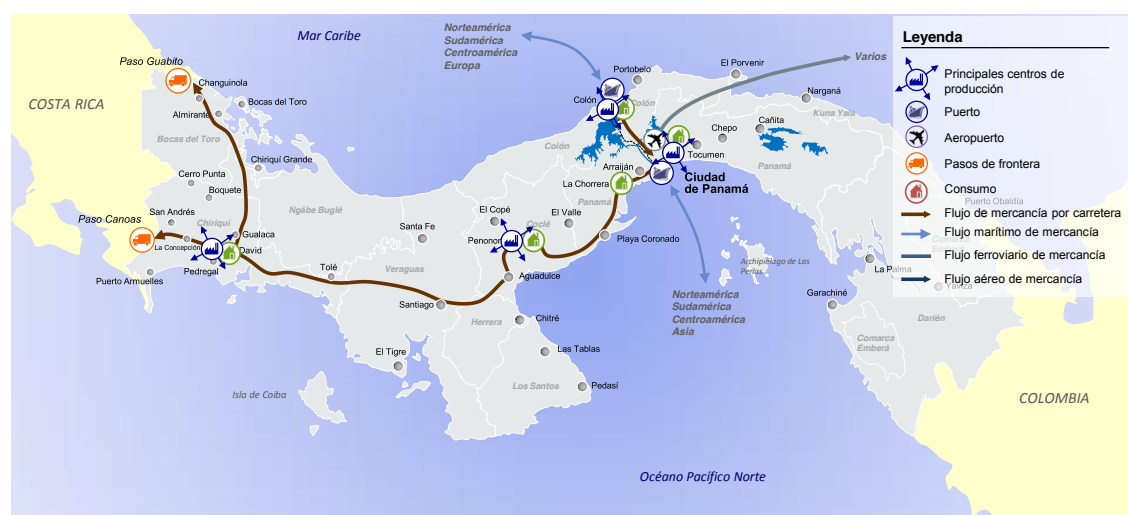 Mar Caribe
Norteamérica
Sudamérica
Centroamérica
Europa
Varios
Leyenda
Principales centros de
producción
Puerto
Aeropuerto
Pasos de frontera
Consumo
Puerto Obaldía
Flujo de mercancía por carretera
Flujo marítimo de mercancía
Flujo ferroviario de mercancía
Flujo aéreo de mercancía
Paso Guabito
Changuinola
COSTA RICA
Almirante
Bocas del Toro
Bocas del Toro
Chiriquí Grande
Cerro Punta
Boquete
Ngäbe Buglé
San Andrés
Paso Canoas
Chiriquí
Gualaca
La Concepción
David
Pedregal
Puerto Armuelles
Tolé
Veraguas
Santa Fe
Santiago
El Copé
El Valle
Coclé
Penonomé
Aguadulce
Herrera
Chitré
Las Tablas
Los Santos
Pedasí
El Tigre
Isla de Coiba
Portobelo
El Porvenir
Colón
Colón
Colón
Narganá
Kuna Yala
Cañita
Chepo
Tocumen
Panamá
Arraiján
Ciudad
de Panamá
La Chorrera
Panamá
Playa Coronado
Archipiélago de Las
Perlas
Norteamérica
Sudamérica
Centroamérica
Asia
La Palma
Yaviza
Garachiné
Darién
Comarca
Emberá
COLOMBIA
Océano Pacífico Norte